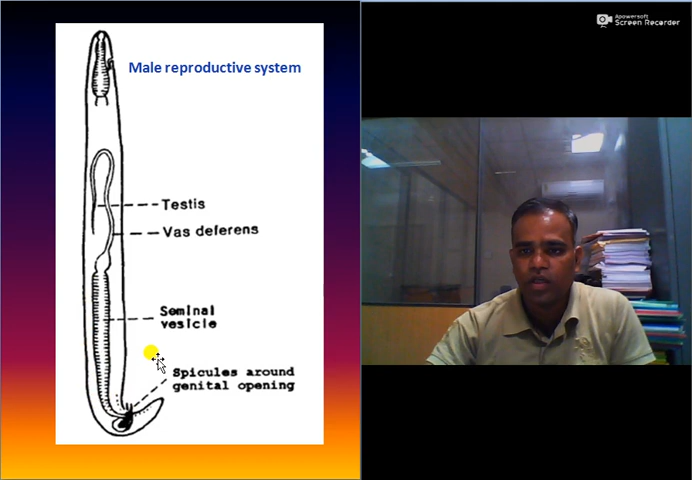 Apowersoft
Screen Recorder
Male reproductive system
Testis
Vas deferens
Seminal
vesicle
Spicules around
genital opening